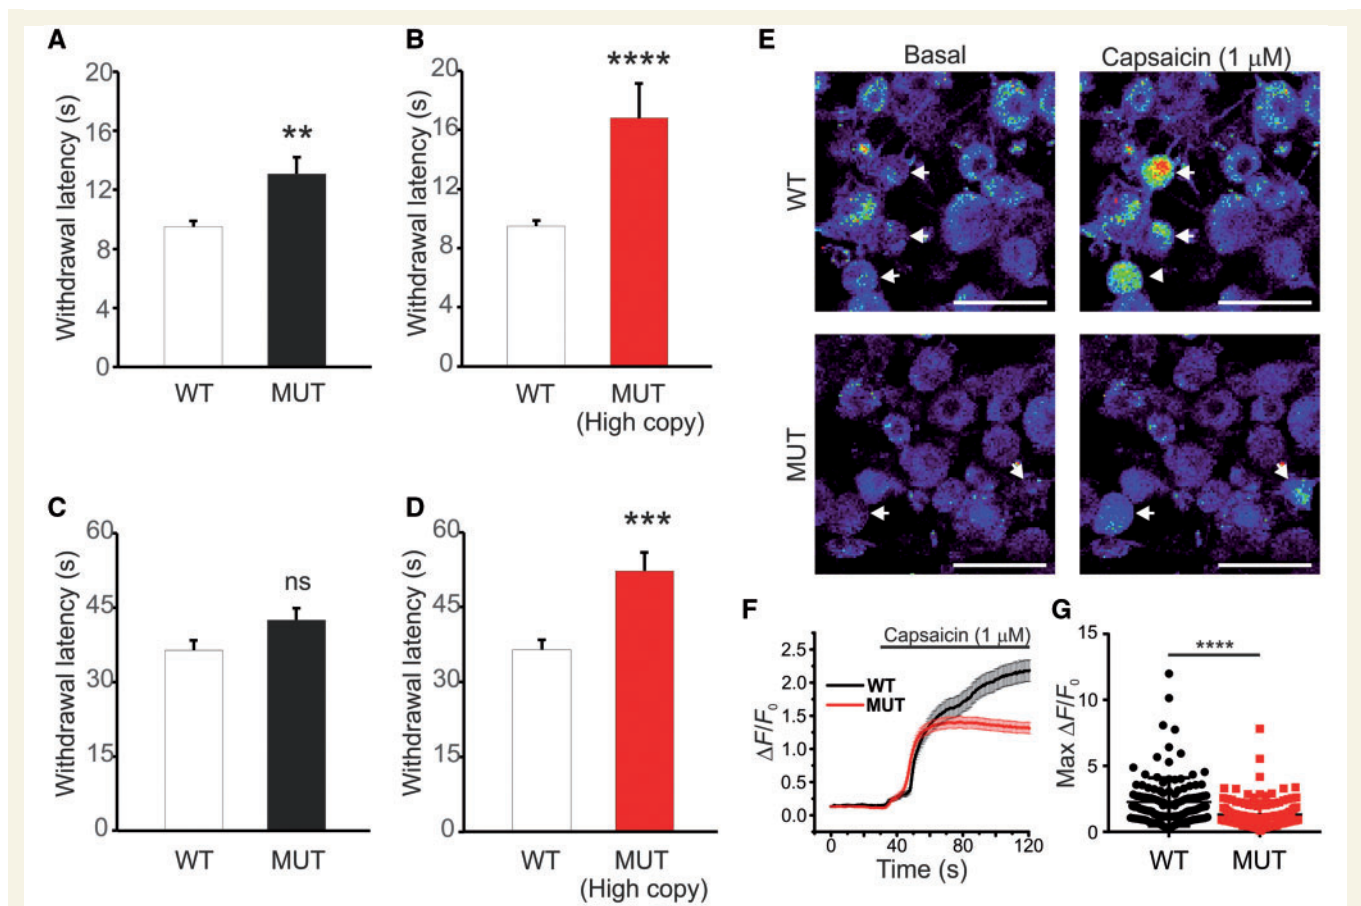 A
Withdrawal latency (s)
20
16
12
8
4
0
**
WT
MUT
B
Withdrawal latency (s)
20
16
12
8
4
0
****
WT
MUT
(High copy)
C
Withdrawal latency (s)
60
45
30
15
0
ns
WT
MUT
D
Withdrawal latency (s)
60
45
30
15
0
***
WT
MUT
(High copy)
E
Basal
Capsaicin (1 μM)
WT
MUT
F
Capsaicin (1 μM)
WT
MUT
ΔF/F0
2.5
2.0
1.5
1.0
0.5
0.0
0
40
80
120
Time (s)
G
Max ΔF/F0
15
10
5
0
****
WT
MUT